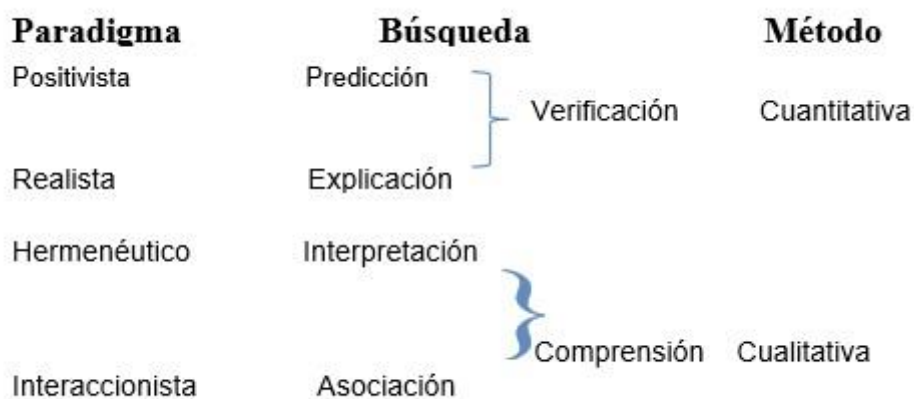 Paradigma Búsqueda Método
Positivista Predicción
Verificación Cuantitativa
Realista Explicación
Hermenéutico Interpretación
Comprensión Cualitativa
Interaccionista Asociación